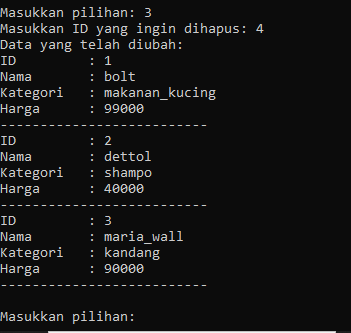 Masukkan pilihan: 3
Masukkan ID yang ingin dihapus: 4
Data yang telah diubah:
ID       : 1
Nama     : bolt
Kategori : makanan_kucing
Harga    : 99000
--------------------------
ID       : 2
Nama     : dettol
Kategori : shampo
Harga    : 40000
--------------------------
ID       : 3
Nama     : maria_wall
Kategori : kandang
Harga    : 90000
--------------------------
Masukkan pilihan: